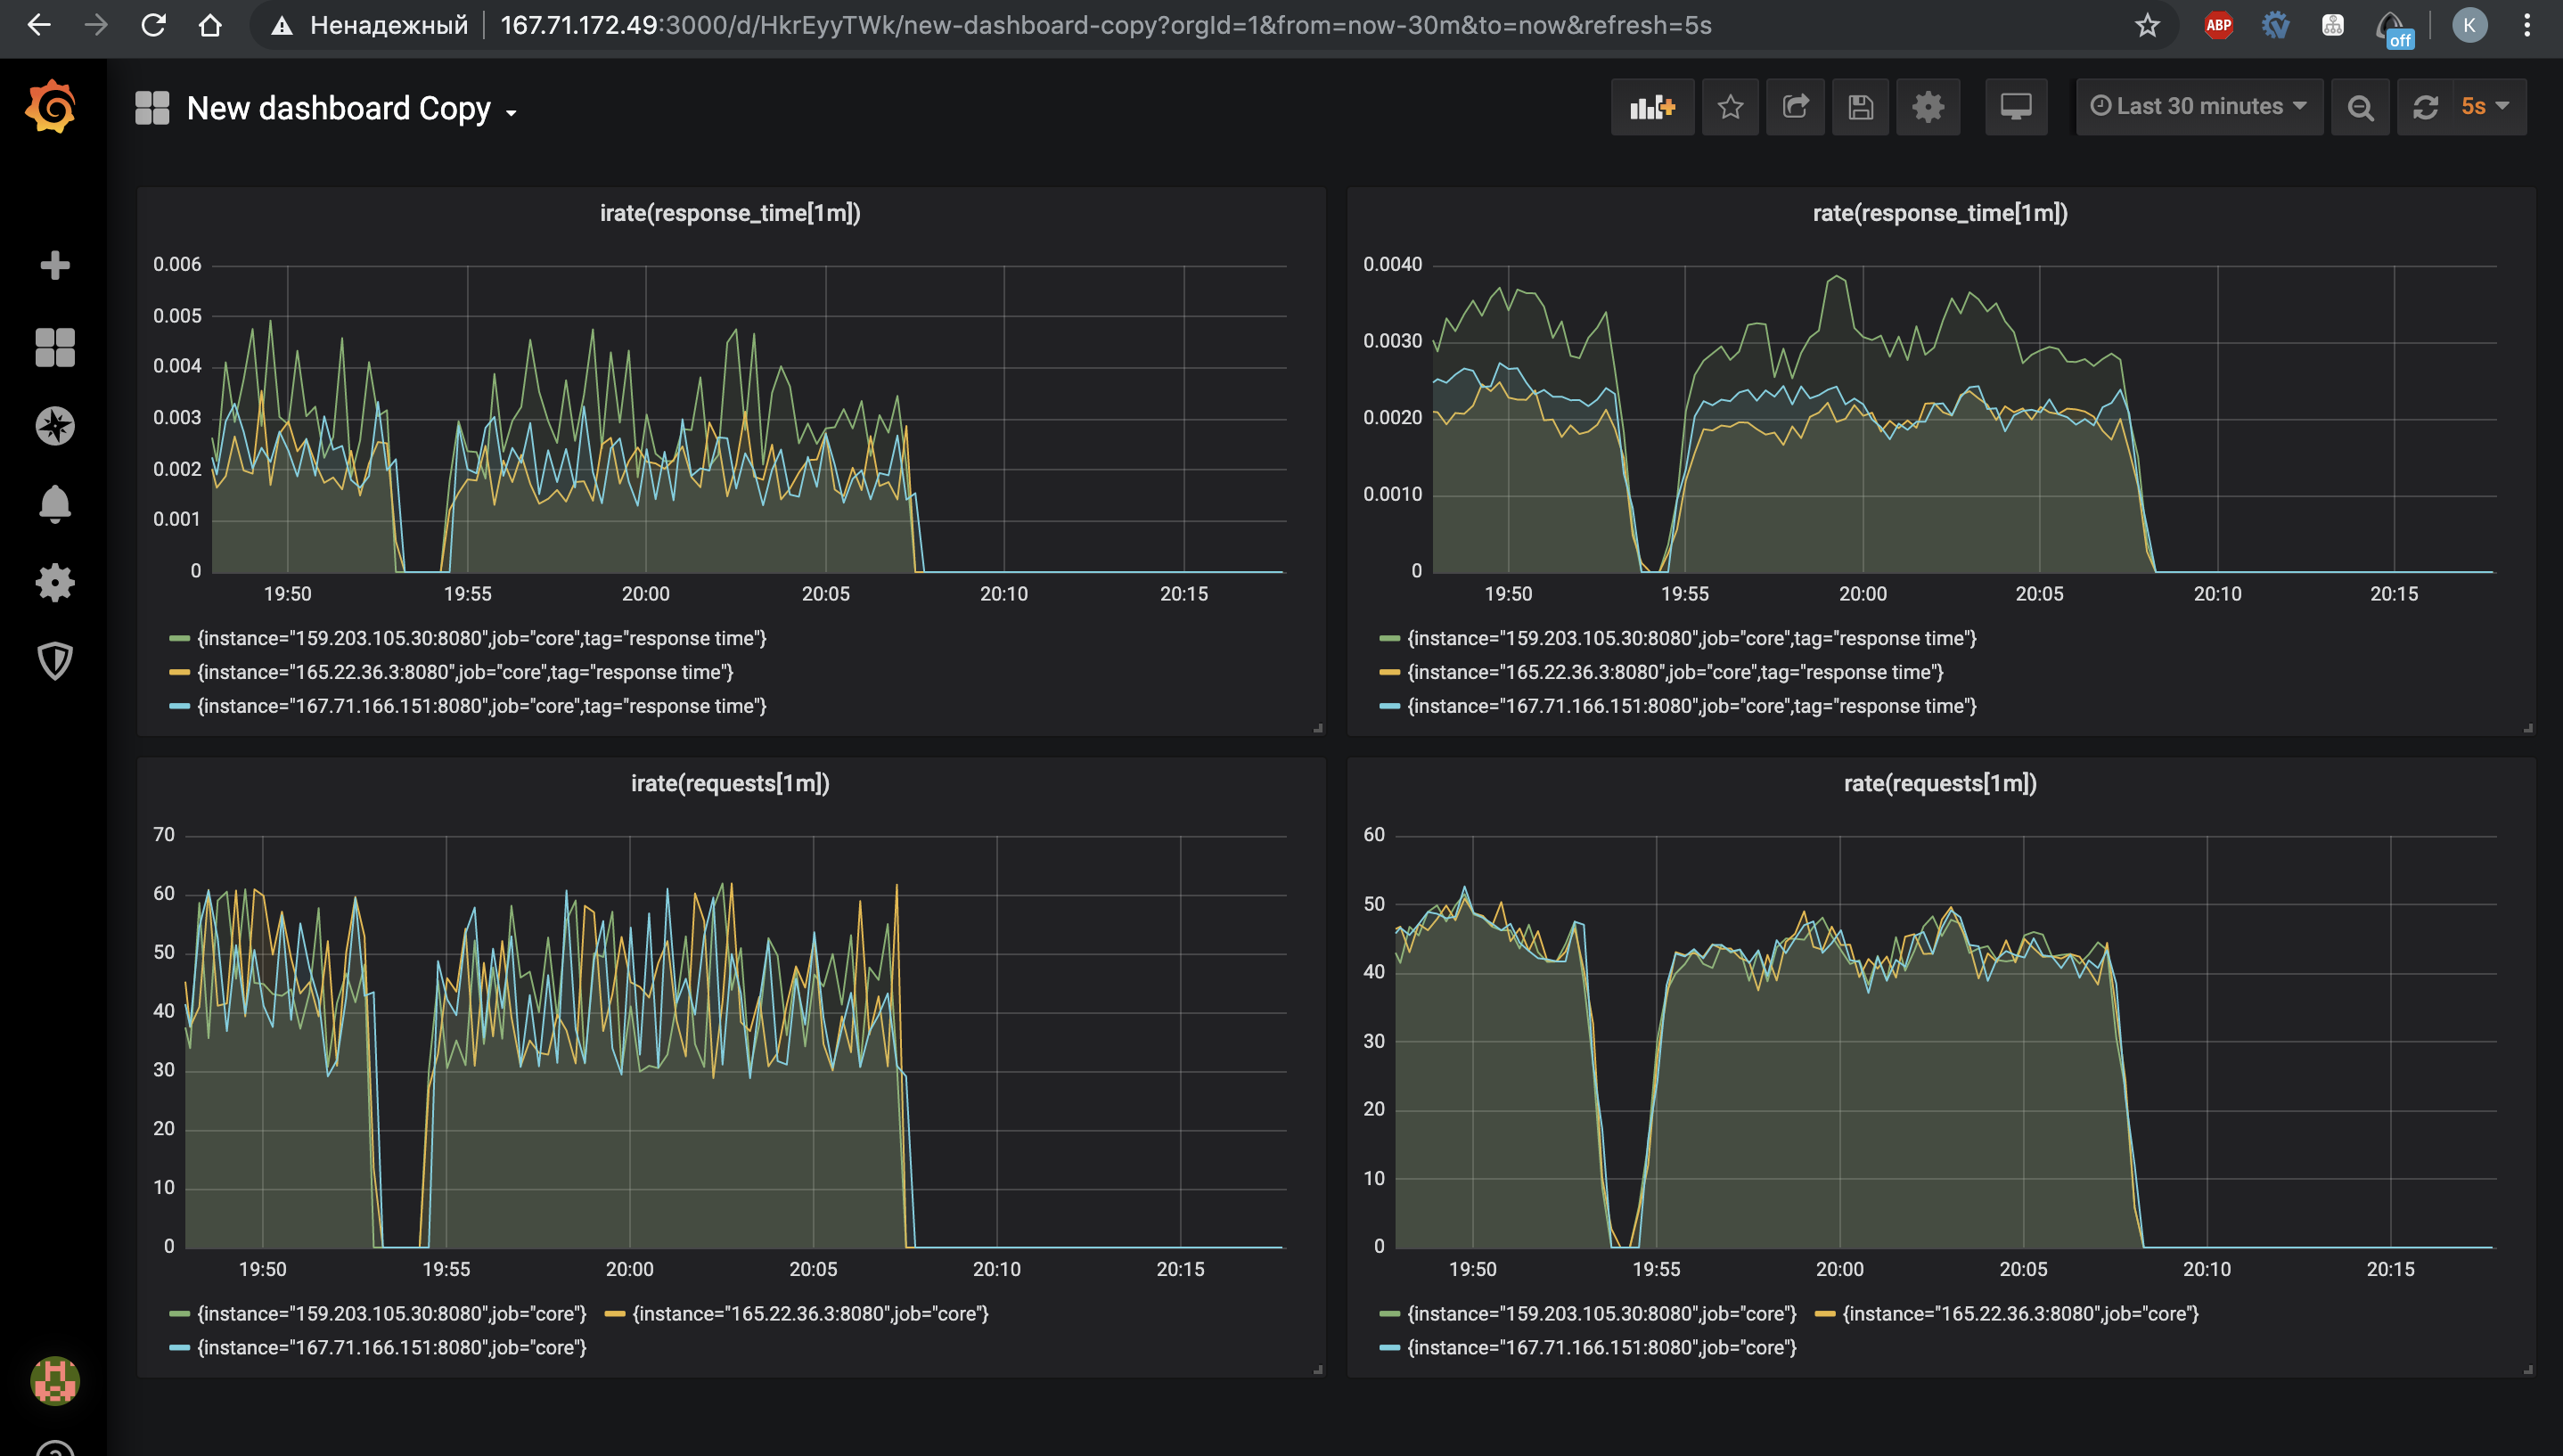 Ненадежный 167.71.172.49:3000/d/HkrEyyTWk/new-dashboard-copy?orgId=1&from=now-30m&to=now&refresh=5s
ABP
off
K
New dashboard Copy
Last 30 minutes
5s
irate(response_time[1m])
0.006
0.005
0.004
0.003
0.002
0.001
0
19:50 19:55 20:00 20:05 20:10 20:15
{instance="159.203.105.30:8080",job="core",tag="response time"}
{instance="165.22.36.3:8080",job="core",tag="response time"}
{instance="167.71.166.151:8080",job="core",tag="response time"}
rate(response_time[1m])
0.0040
0.0030
0.0020
0.0010
0
19:50 19:55 20:00 20:05 20:10 20:15
{instance="159.203.105.30:8080",job="core",tag="response time"}
{instance="165.22.36.3:8080",job="core",tag="response time"}
{instance="167.71.166.151:8080",job="core",tag="response time"}
irate(requests[1m])
70
60
50
40
30
20
10
0
19:50 19:55 20:00 20:05 20:10 20:15
{instance="159.203.105.30:8080",job="core"} {instance="165.22.36.3:8080",job="core"}
{instance="167.71.166.151:8080",job="core"}
rate(requests[1m])
60
50
40
30
20
10
0
19:50 19:55 20:00 20:05 20:10 20:15
{instance="159.203.105.30:8080",job="core"} {instance="165.22.36.3:8080",job="core"}
{instance="167.71.166.151:8080",job="core"}